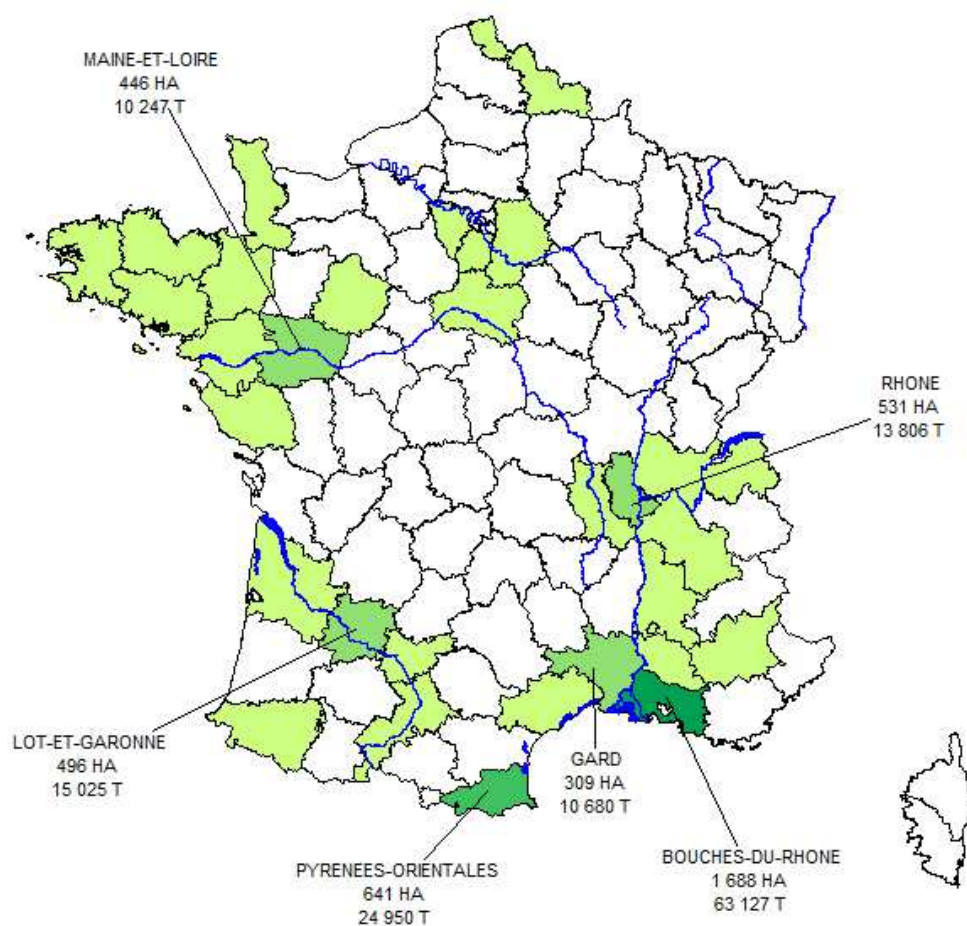 MAINE-ET-LOIRE
446 HA
10 247 T
RHONE
531 HA
13 806 T
LOT-ET-GARONNE
496 HA
15 025 T
GARD
309 HA
10 680 T
PYRENEES-ORIENTALES
641 HA
24 950 T
BOUCHES-DU-RHONE
1 688 HA
63 127 T